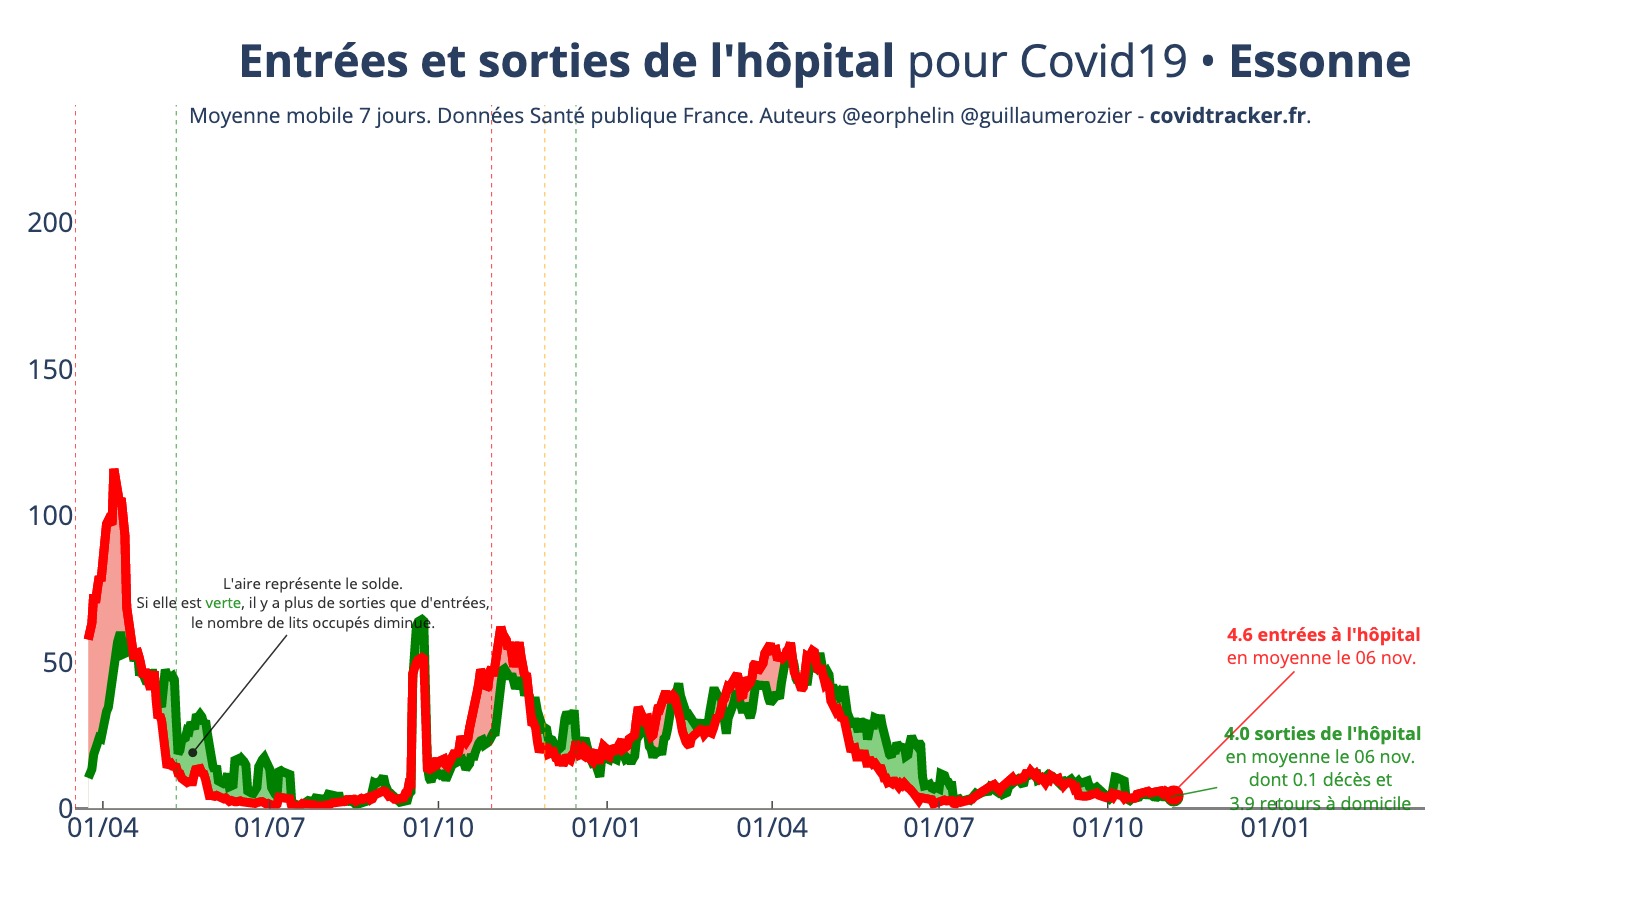 Entrées et sorties de l'hôpital pour Covid19 • Essonne
Moyenne mobile 7 jours. Données Santé publique France. Auteurs @eorphelin @guillaumerozier - covidtracker.fr.
200
150
100
50
0
L'aire représente le solde.
Si elle est verte, il y a plus de sorties que d'entrées,
le nombre de lits occupés diminue.
4.6 entrées à l'hôpital
en moyenne le 06 nov.
4.0 sorties de l'hôpital
en moyenne le 06 nov.
dont 0.1 décès et
3.9 retours à domicile
01/04 01/07 01/10 01/01 01/04 01/07 01/10 01/01